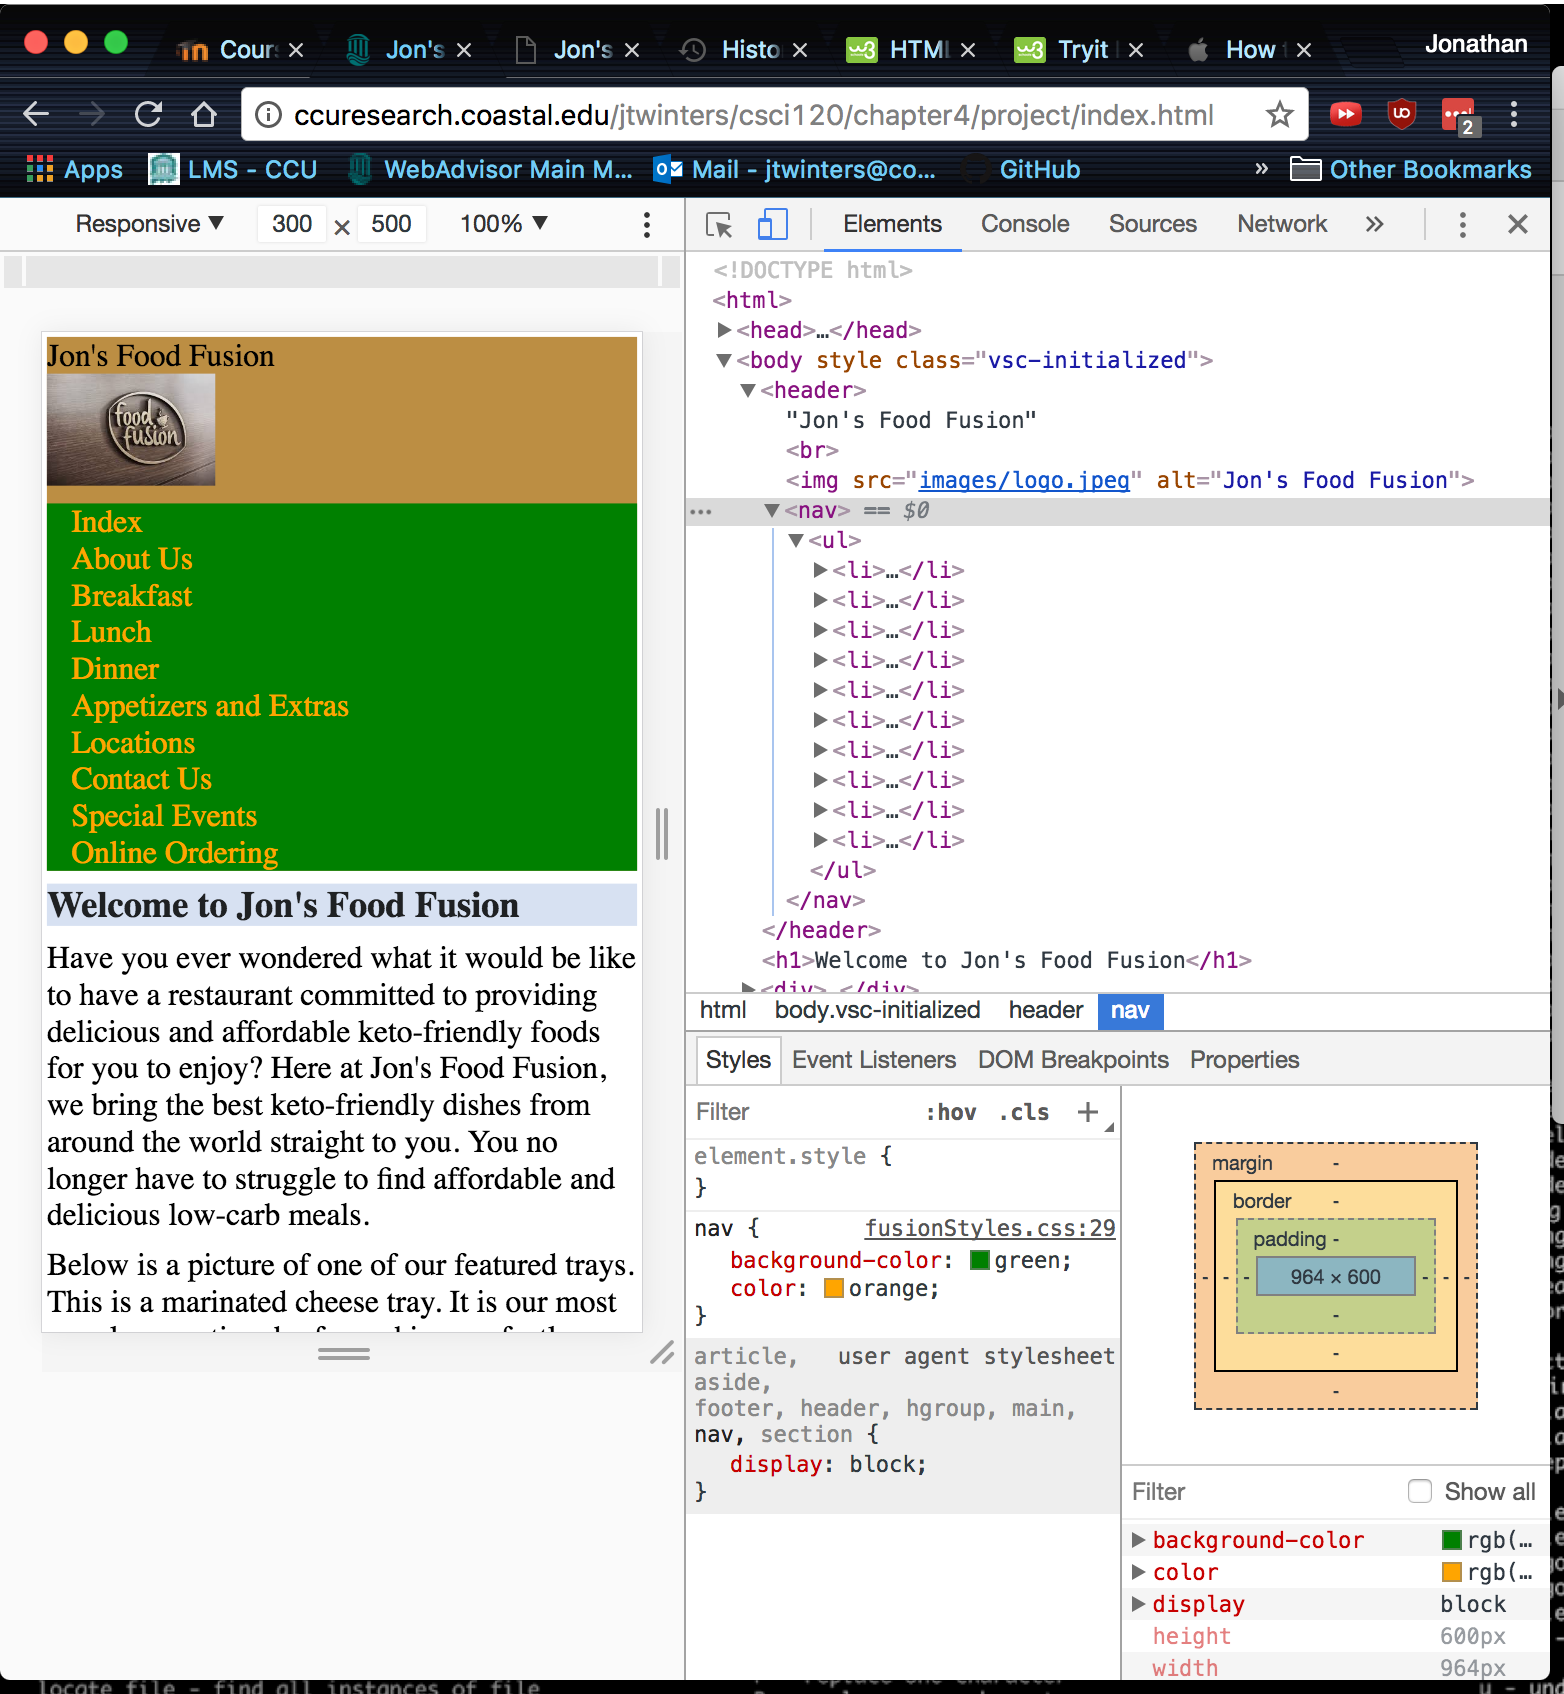 Cour
Jon's
Jon's
Histo
HTML
Tryit
How
Jonathan
ccuresearch.coastal.edu/jtwinters/csci120/chapter4/project/index.html
2
Apps
LMS - CCU
WebAdvisor Main M...
Mail - jtwinters@co...
GitHub
»
Other Bookmarks
Responsive ▼ 300 × 500 100% ▼
Elements Console Sources Network »
Jon's Food Fusion
food
fusion
Index
About Us
Breakfast
Lunch
Dinner
Appetizers and Extras
Locations
Contact Us
Special Events
Online Ordering
Welcome to Jon's Food Fusion
Have you ever wondered what it would be like
to have a restaurant committed to providing
delicious and affordable keto-friendly foods
for you to enjoy? Here at Jon's Food Fusion,
we bring the best keto-friendly dishes from
around the world straight to you. You no
longer have to struggle to find affordable and
delicious low-carb meals.
Below is a picture of one of our featured trays.
This is a marinated cheese tray. It is our most
<!DOCTYPE html>
<html>
▶<head>…</head>
▼<body style class="vsc-initialized">
▼<header>
"Jon's Food Fusion"
<br>
<img src="images/logo.jpeg" alt="Jon's Food Fusion">
… ▼<nav> == $0
▼<ul>
▶<li>…</li>
▶<li>…</li>
▶<li>…</li>
▶<li>…</li>
▶<li>…</li>
▶<li>…</li>
▶<li>…</li>
▶<li>…</li>
▶<li>…</li>
▶<li>…</li>
</ul>
</nav>
</header>
<h1>Welcome to Jon's Food Fusion</h1>
▶<div>…</div>
html body.vsc-initialized header nav
Styles Event Listeners DOM Breakpoints Properties
Filter :hov .cls +
element.style {
}
nav { fusionStyles.css:29
background-color: green;
color: orange;
}
article, user agent stylesheet
aside,
footer, header, hgroup, main,
nav, section {
display: block;
}
margin -
border -
padding -
- - - 964 × 600 - - -
-
-
-
Filter Show all
▶ background-color rgb(…
▶ color rgb(…
▶ display block
height 600px
width 964px
locate file - find all instances of file